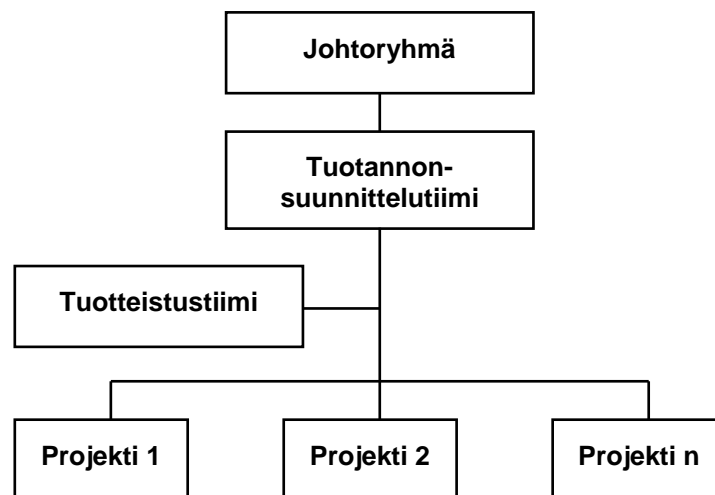 Johtoryhmä
Tuotannon-
suunnittelutiimi
Tuotteistustiimi
Projekti 1
Projekti 2
Projekti n